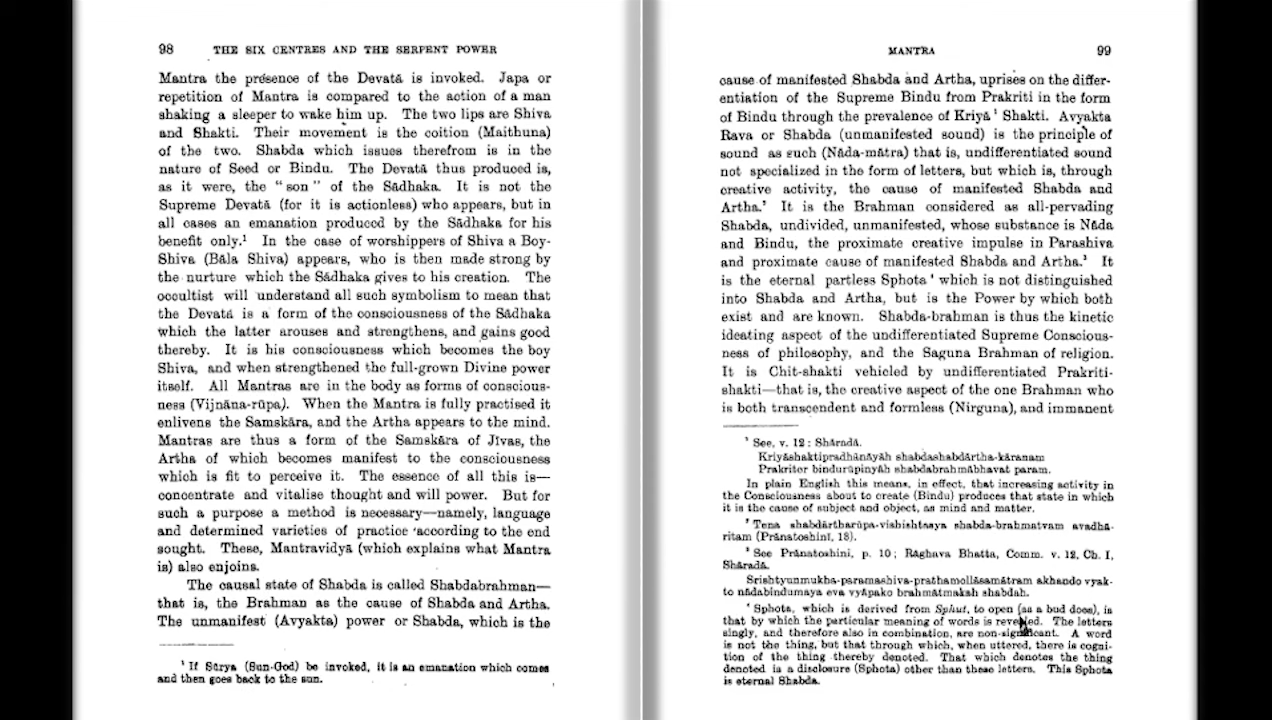 98 THE SIX CENTRES AND THE SERPENT POWER
Mantra the presence of the Devatā is invoked. Japa or
repetition of Mantra is compared to the action of a man
shaking a sleeper to wake him up. The two lips are Shiva
and Shakti. Their movement is the coition (Maithuna)
of the two. Shabda which issues therefrom is in the
nature of Seed or Bindu. The Devatā thus produced is,
as it were, the "son" of the Sādhaka. It is not the
Supreme Devatā (for it is actionless) who appears, but in
all cases an emanation produced by the Sādhaka for his
benefit only.¹ In the case of worshippers of Shiva a Boy-
Shiva (Bāla Shiva) appears, who is then made strong by
the nurture which the Sādhaka gives to his creation. The
occultist will understand all such symbolism to mean that
the Devatā is a form of the consciousness of the Sādhaka
which the latter arouses and strengthens, and gains good
thereby. It is his consciousness which becomes the boy
Shiva, and when strengthened the full-grown Divine power
itself. All Mantras are in the body as forms of conscious-
ness (Vijnāna-rūpa). When the Mantra is fully practised it
enlivens the Samskāra, and the Artha appears to the mind.
Mantras are thus a form of the Samskāra of Jīvas, the
Artha of which becomes manifest to the consciousness
which is fit to perceive it. The essence of all this is—
concentrate and vitalise thought and will power. But for
such a purpose a method is necessary—namely, language
and determined varieties of practice according to the end
sought. These, Mantravidyā (which explains what Mantra
is) also enjoins.
The causal state of Shabda is called Shabdabrahman—
that is, the Brahman as the cause of Shabda and Artha.
The unmanifest (Avyakta) power or Shabda, which is the
¹ If Sūrya (Sun-God) be invoked, it is an emanation which comes
and then goes back to the sun.
MANTRA 99
cause of manifested Shabda and Artha, uprises on the differ-
entiation of the Supreme Bindu from Prakriti in the form
of Bindu through the prevalence of Kriyā¹ Shakti. Avyakta
Rava or Shabda (unmanifested sound) is the principle of
sound as such (Nāda-mātra) that is, undifferentiated sound
not specialized in the form of letters, but which is, through
creative activity, the cause of manifested Shabda and
Artha.² It is the Brahman considered as all-pervading
Shabda, undivided, unmanifested, whose substance is Nāda
and Bindu, the proximate creative impulse in Parashiva
and proximate cause of manifested Shabda and Artha.³ It
is the eternal partless Sphota⁴ which is not distinguished
into Shabda and Artha, but is the Power by which both
exist and are known. Shabda-brahman is thus the kinetic
ideating aspect of the undifferentiated Supreme Conscious-
ness of philosophy, and the Saguna Brahman of religion.
It is Chit-shakti vehicled by undifferentiated Prakriti-
shakti—that is, the creative aspect of the one Brahman who
is both transcendent and formless (Nirguna), and immanent
¹ See, v. 12 : Shāradā.
Kriyāshaktipradhānāyāh shabdashabdārtha-kāranam
Prakriter bindurūpinyāh shabdabrahmābhavat param.
In plain English this means, in effect, that increasing activity in
the Consciousness about to create (Bindu) produces that state in which
it is the cause of subject and object, as mind and matter.
² Tena shabdārtharūpa-vishishtasya shabda-brahmatvam avadha-
ritam (Prānatoshinī, 18).
³ See Prānatoshini, p. 10 ; Rāghava Bhatta, Comm. v. 12, Ch. I,
Shāradā.
Srishtyunmukha-paramashiva-prathamollāsamātram akhando vyak-
to nādabindumaya eva vyāpako brahmātmakah shabdah.
⁴ Sphota, which is derived from Sphut, to open (as a bud does), is
that by which the particular meaning of words is revealed. The letters
singly, and therefore also in combination, are non-significant. A word
is not the thing, but that through which, when uttered, there is cogni-
tion of the thing thereby denoted. That which denotes the thing
denoted is a disclosure (Sphota) other than these letters. This Sphota
is eternal Shabda.